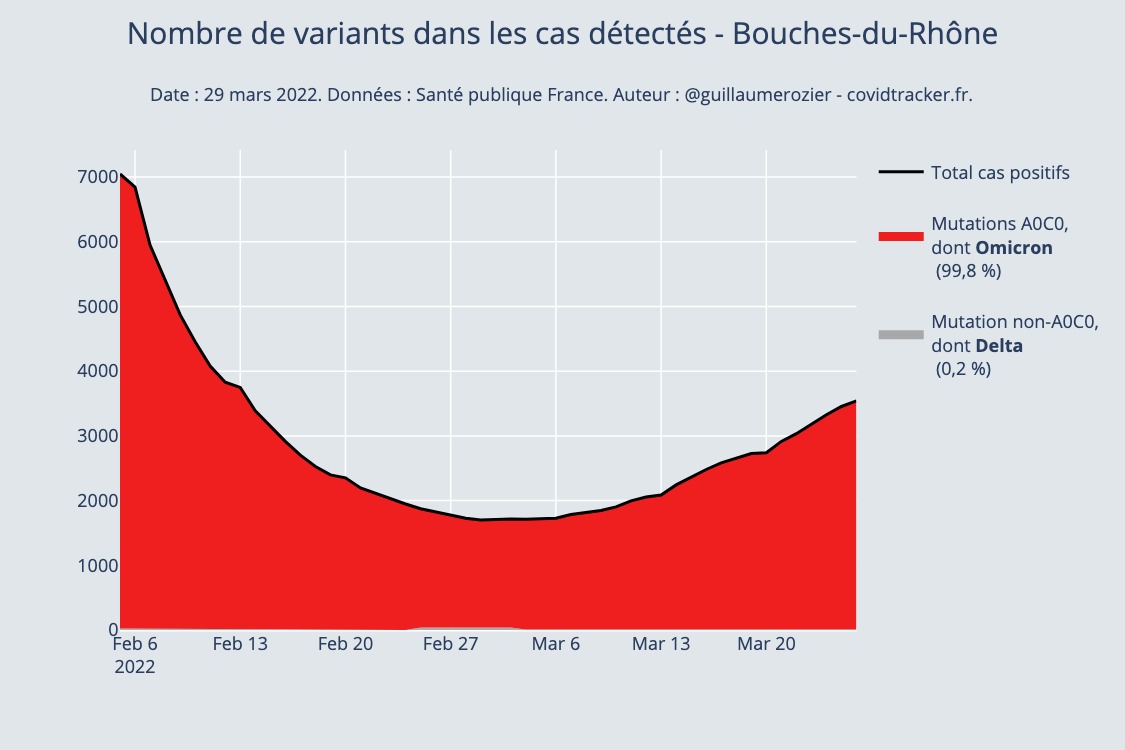 Nombre de variants dans les cas détectés - Bouches-du-Rhône
Date : 29 mars 2022. Données : Santé publique France. Auteur : @guillaumerozier - covidtracker.fr.
7000
6000
5000
4000
3000
2000
1000
0
Feb 6
2022
Feb 13
Feb 20
Feb 27
Mar 6
Mar 13
Mar 20
Total cas positifs
Mutations A0C0,
dont Omicron
(99,8 %)
Mutation non-A0C0,
dont Delta
(0,2 %)